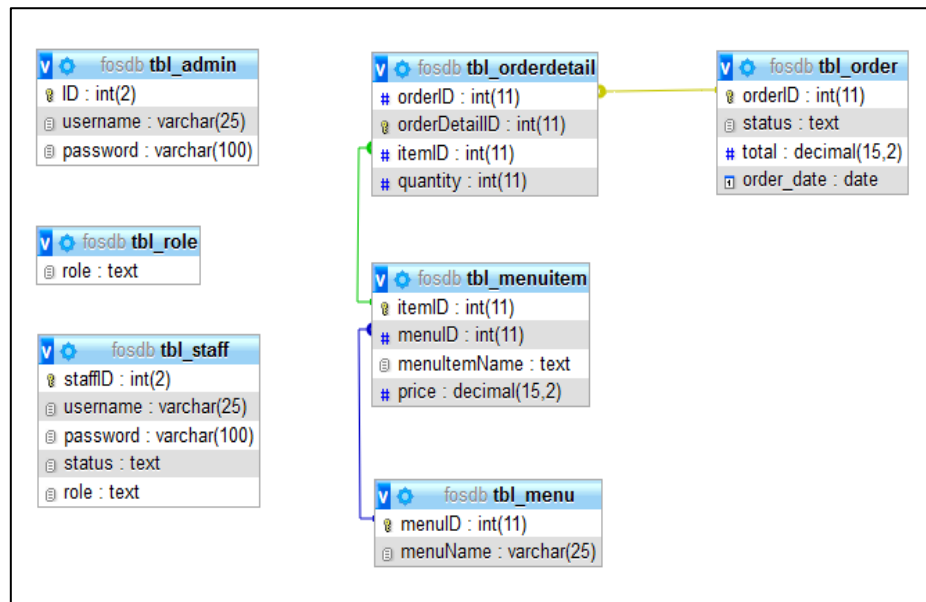 fosdb tbl_admin
ID : int(2)
username : varchar(25)
password : varchar(100)
fosdb tbl_role
role : text
fosdb tbl_staff
staffID : int(2)
username : varchar(25)
password : varchar(100)
status : text
role : text
fosdb tbl_orderdetail
orderID : int(11)
orderDetailID : int(11)
itemID : int(11)
quantity : int(11)
fosdb tbl_menuitem
itemID : int(11)
menuID : int(11)
menuItemName : text
price : decimal(15,2)
fosdb tbl_menu
menuID : int(11)
menuName : varchar(25)
fosdb tbl_order
orderID : int(11)
status : text
total : decimal(15,2)
order_date : date